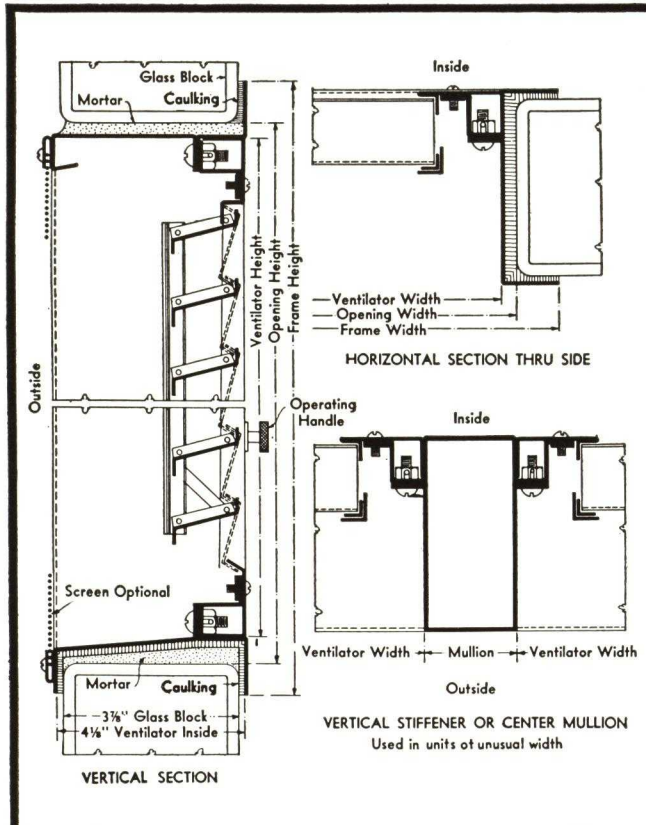 Glass Block
Mortar
Caulking
Outside
Ventilator Height
Opening Height
Frame Height
Operating
Handle
Screen Optional
Mortar
Caulking
3⅞" Glass Block
4⅛" Ventilator Inside
VERTICAL SECTION
Inside
Ventilator Width
Opening Width
Frame Width
HORIZONTAL SECTION THRU SIDE
Inside
Ventilator Width
Mullion
Ventilator Width
Outside
VERTICAL STIFFENER OR CENTER MULLION
Used in units of unusual width